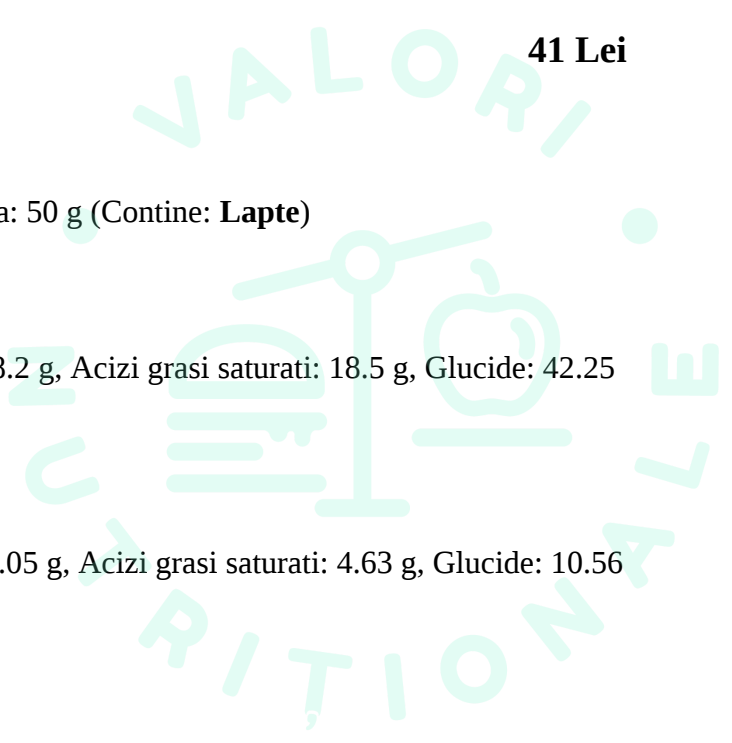 VALORI
41 Lei
a: 50 g (Contine: Lapte)
8.2 g, Acizi grasi saturati: 18.5 g, Glucide: 42.25
.05 g, Acizi grasi saturati: 4.63 g, Glucide: 10.56
NUTRITIONALE